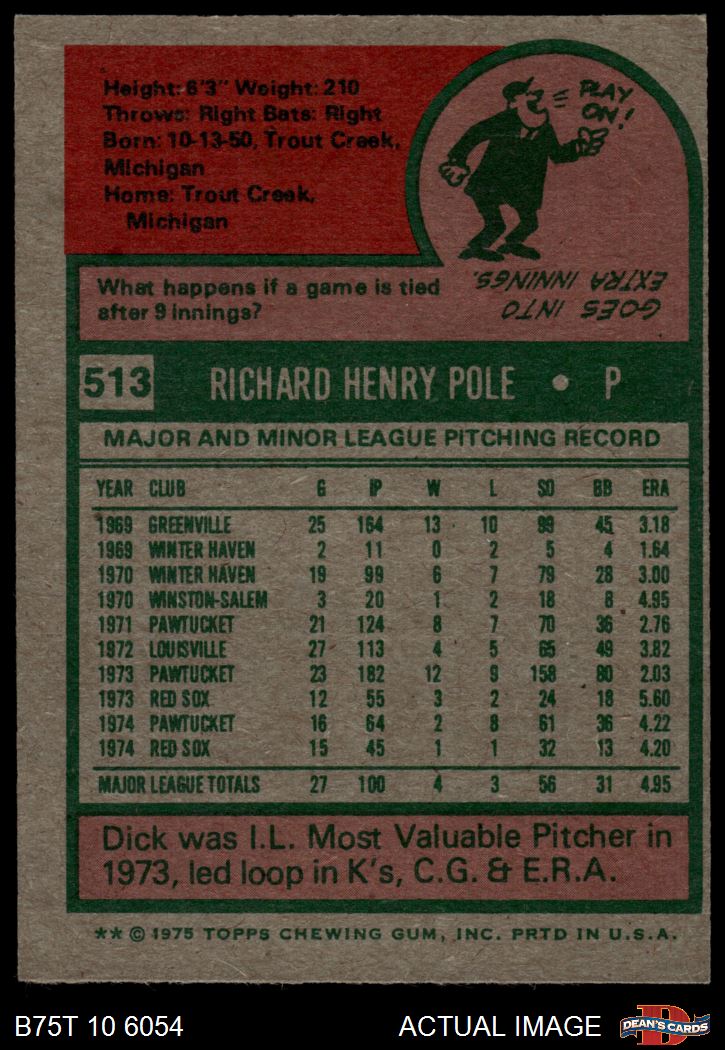 Height: 6'3" Weight: 210
Throws: Right Bats: Right
Born: 10-13-50, Trout Creek,
Michigan
Home: Trout Creek,
Michigan
PLAY
ON!
What happens if a game is tied
after 9 innings?
GOES INTO
EXTRA INNINGS.
513 RICHARD HENRY POLE • P
MAJOR AND MINOR LEAGUE PITCHING RECORD
YEAR CLUB G IP W L SO BB ERA
1969 GREENVILLE 25 164 13 10 99 45 3.18
1969 WINTER HAVEN 2 11 0 2 5 4 1.64
1970 WINTER HAVEN 19 99 6 7 79 28 3.00
1970 WINSTON-SALEM 3 20 1 2 18 8 4.95
1971 PAWTUCKET 21 124 8 7 70 36 2.76
1972 LOUISVILLE 27 113 4 5 65 49 3.82
1973 PAWTUCKET 23 182 12 9 158 80 2.03
1973 RED SOX 12 55 3 2 24 18 5.60
1974 PAWTUCKET 16 64 2 8 61 36 4.22
1974 RED SOX 15 45 1 1 32 13 4.20
MAJOR LEAGUE TOTALS 27 100 4 3 56 31 4.95
Dick was I.L. Most Valuable Pitcher in
1973, led loop in K's, C.G. & E.R.A.
** © 1975 TOPPS CHEWING GUM, INC. PRTD IN U.S.A.
B75T 10 6054 ACTUAL IMAGE D DEAN'S CARDS